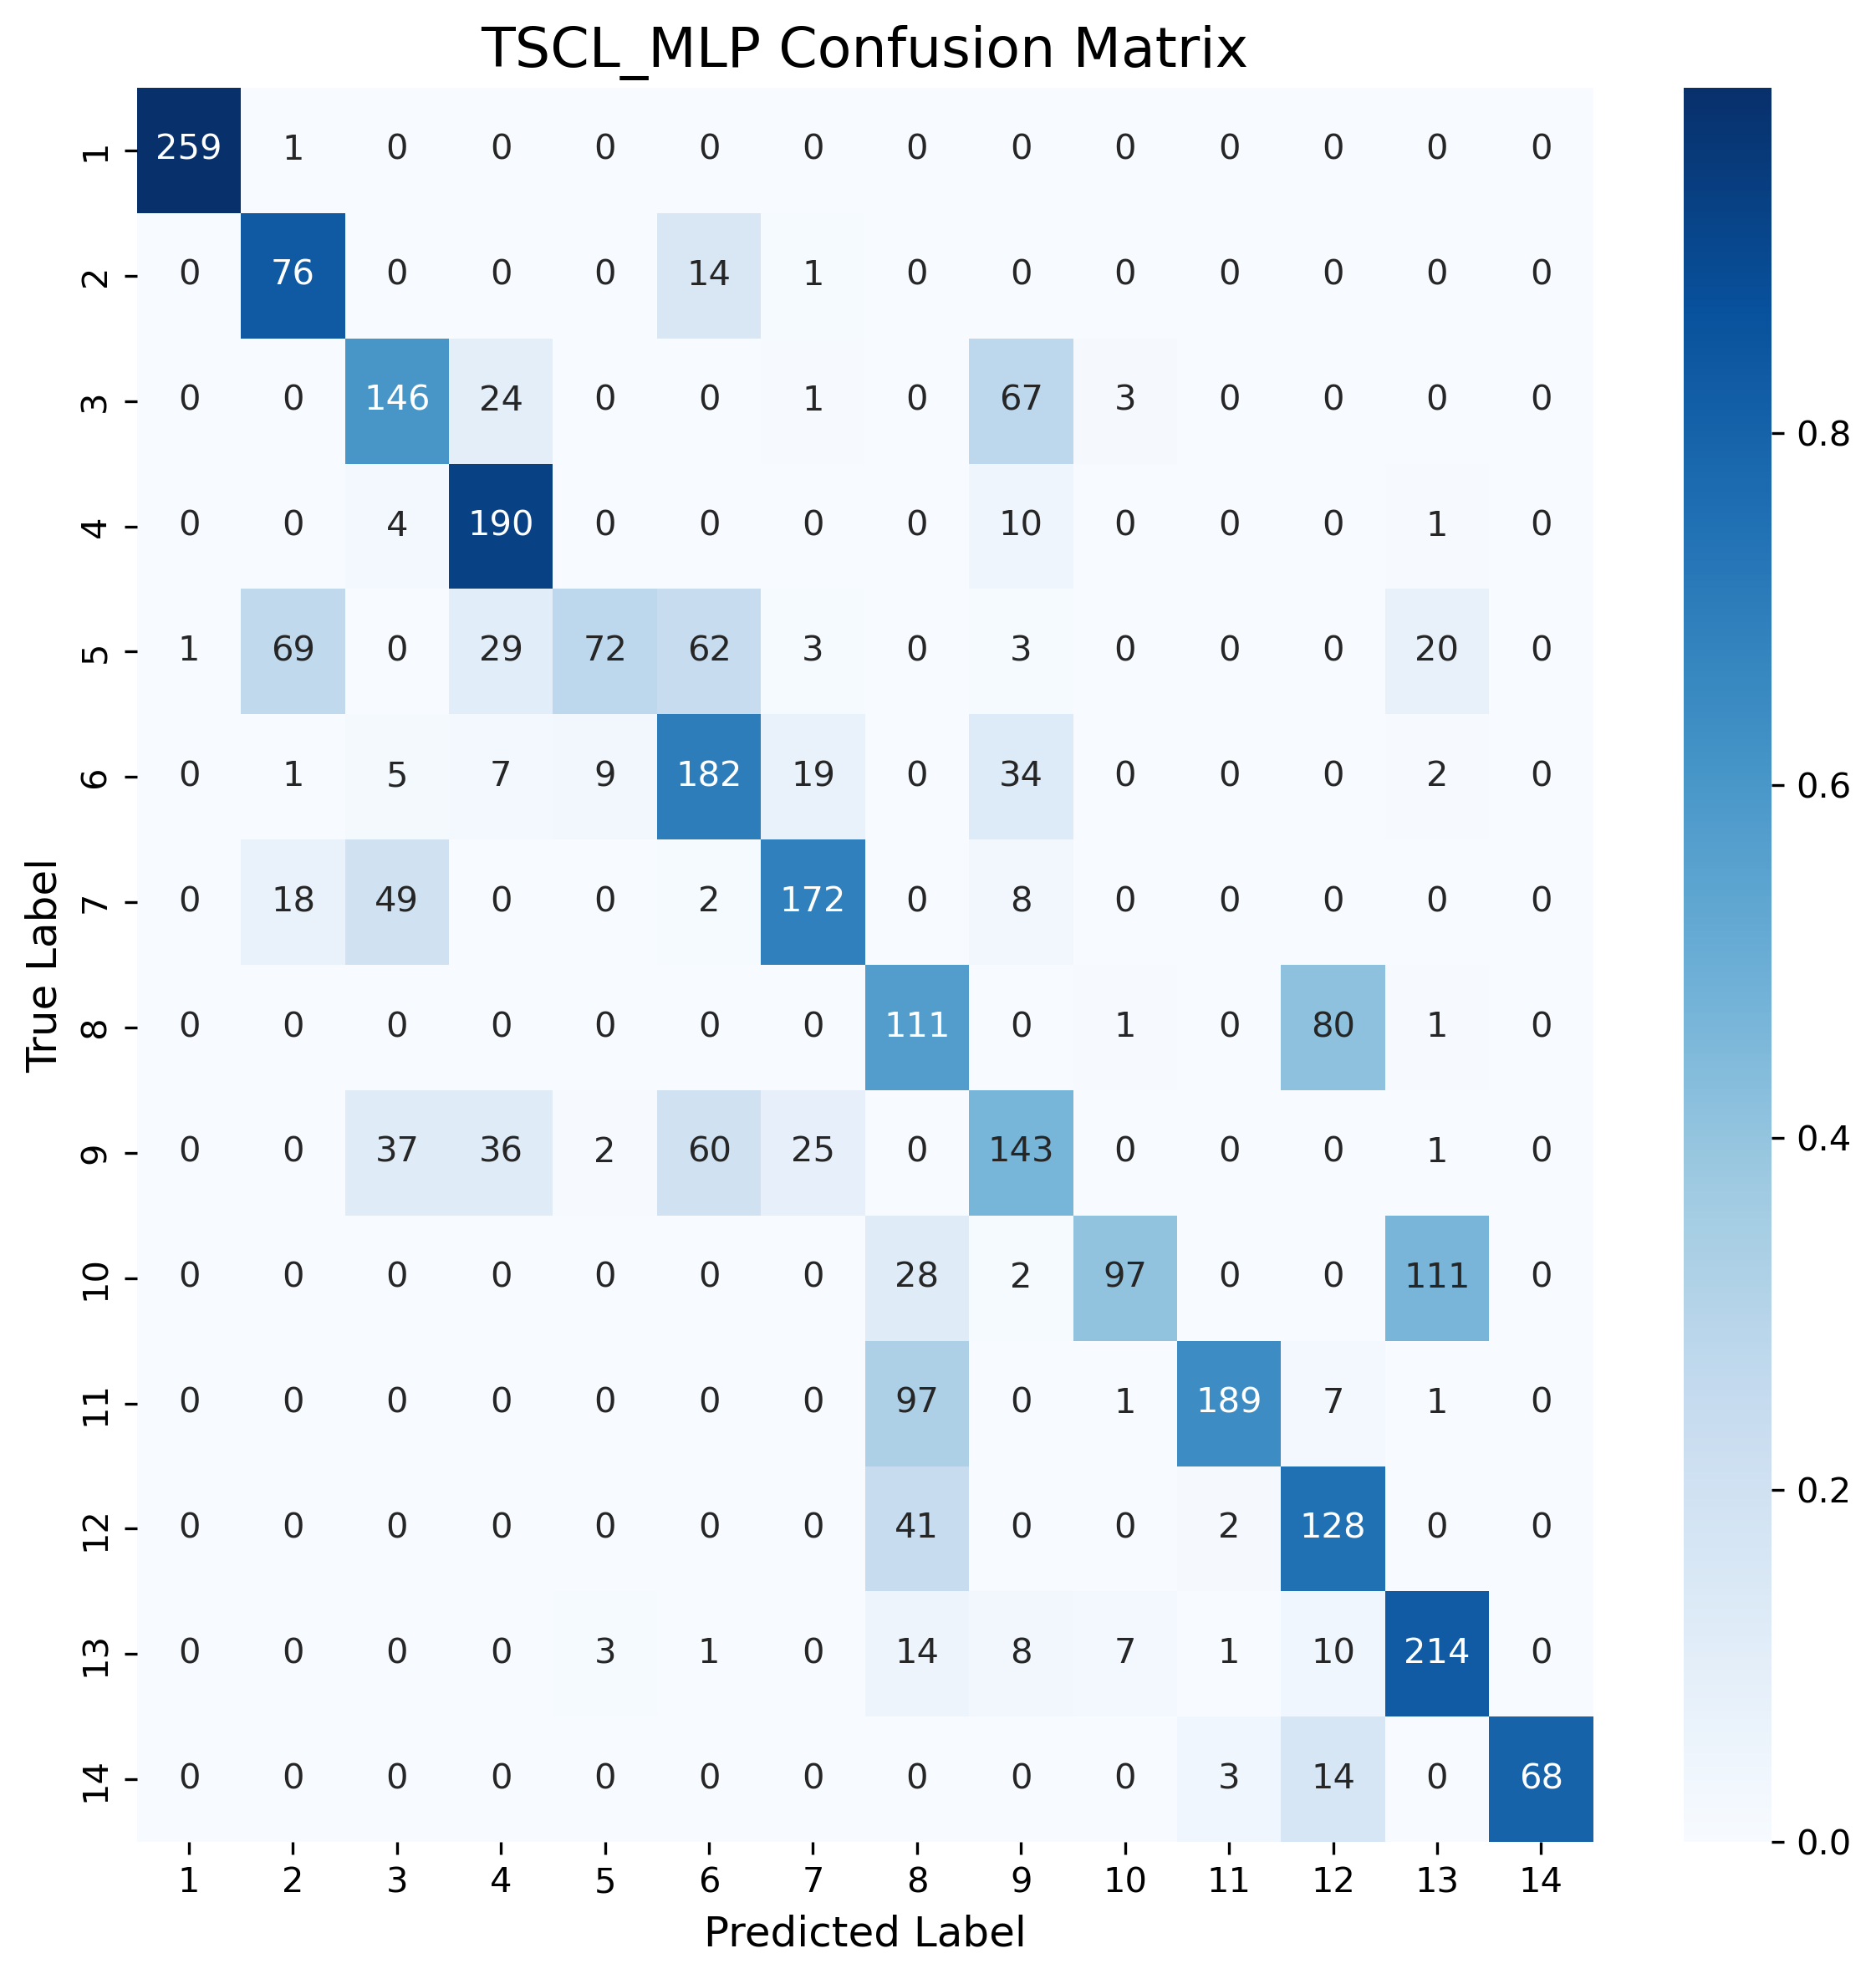 TSCL_MLP Confusion Matrix
1 259 1 0 0 0 0 0 0 0 0 0 0 0 0
2 0 76 0 0 0 14 1 0 0 0 0 0 0 0
3 0 0 146 24 0 0 1 0 67 3 0 0 0 0
4 0 0 4 190 0 0 0 0 10 0 0 0 1 0
5 1 69 0 29 72 62 3 0 3 0 0 0 20 0
6 0 1 5 7 9 182 19 0 34 0 0 0 2 0
7 0 18 49 0 0 2 172 0 8 0 0 0 0 0
8 0 0 0 0 0 0 0 111 0 1 0 80 1 0
9 0 0 37 36 2 60 25 0 143 0 0 0 1 0
10 0 0 0 0 0 0 0 28 2 97 0 0 111 0
11 0 0 0 0 0 0 0 97 0 1 189 7 1 0
12 0 0 0 0 0 0 0 41 0 0 2 128 0 0
13 0 0 0 0 3 1 0 14 8 7 1 10 214 0
14 0 0 0 0 0 0 0 0 0 0 3 14 0 68
1 2 3 4 5 6 7 8 9 10 11 12 13 14
Predicted Label
True Label
0.8
0.6
0.4
0.2
0.0